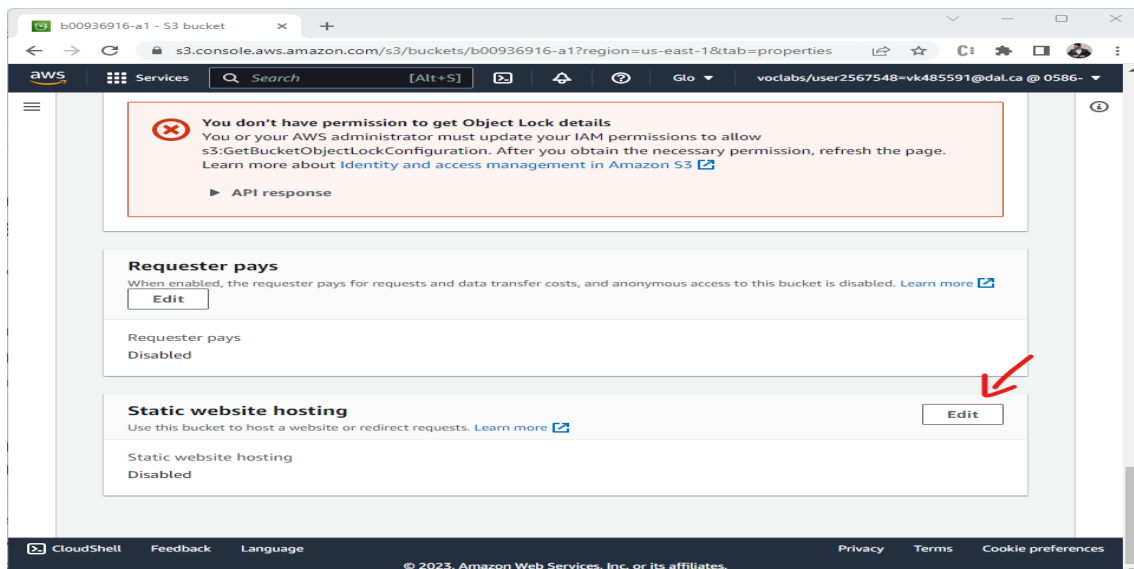 b00936916-a1 - S3 bucket
s3.console.aws.amazon.com/s3/buckets/b00936916-a1?region=us-east-1&tab=properties
aws Services Search [Alt+S] Glo voclabs/user2567548=vk485591@dal.ca @ 0586-
You don't have permission to get Object Lock details
You or your AWS administrator must update your IAM permissions to allow
s3:GetBucketObjectLockConfiguration. After you obtain the necessary permission, refresh the page.
Learn more about Identity and access management in Amazon S3
API response
Requester pays
When enabled, the requester pays for requests and data transfer costs, and anonymous access to this bucket is disabled. Learn more
Edit
Requester pays
Disabled
Static website hosting
Edit
Use this bucket to host a website or redirect requests. Learn more
Static website hosting
Disabled
CloudShell Feedback Language Privacy Terms Cookie preferences
© 2023, Amazon Web Services, Inc. or its affiliates.